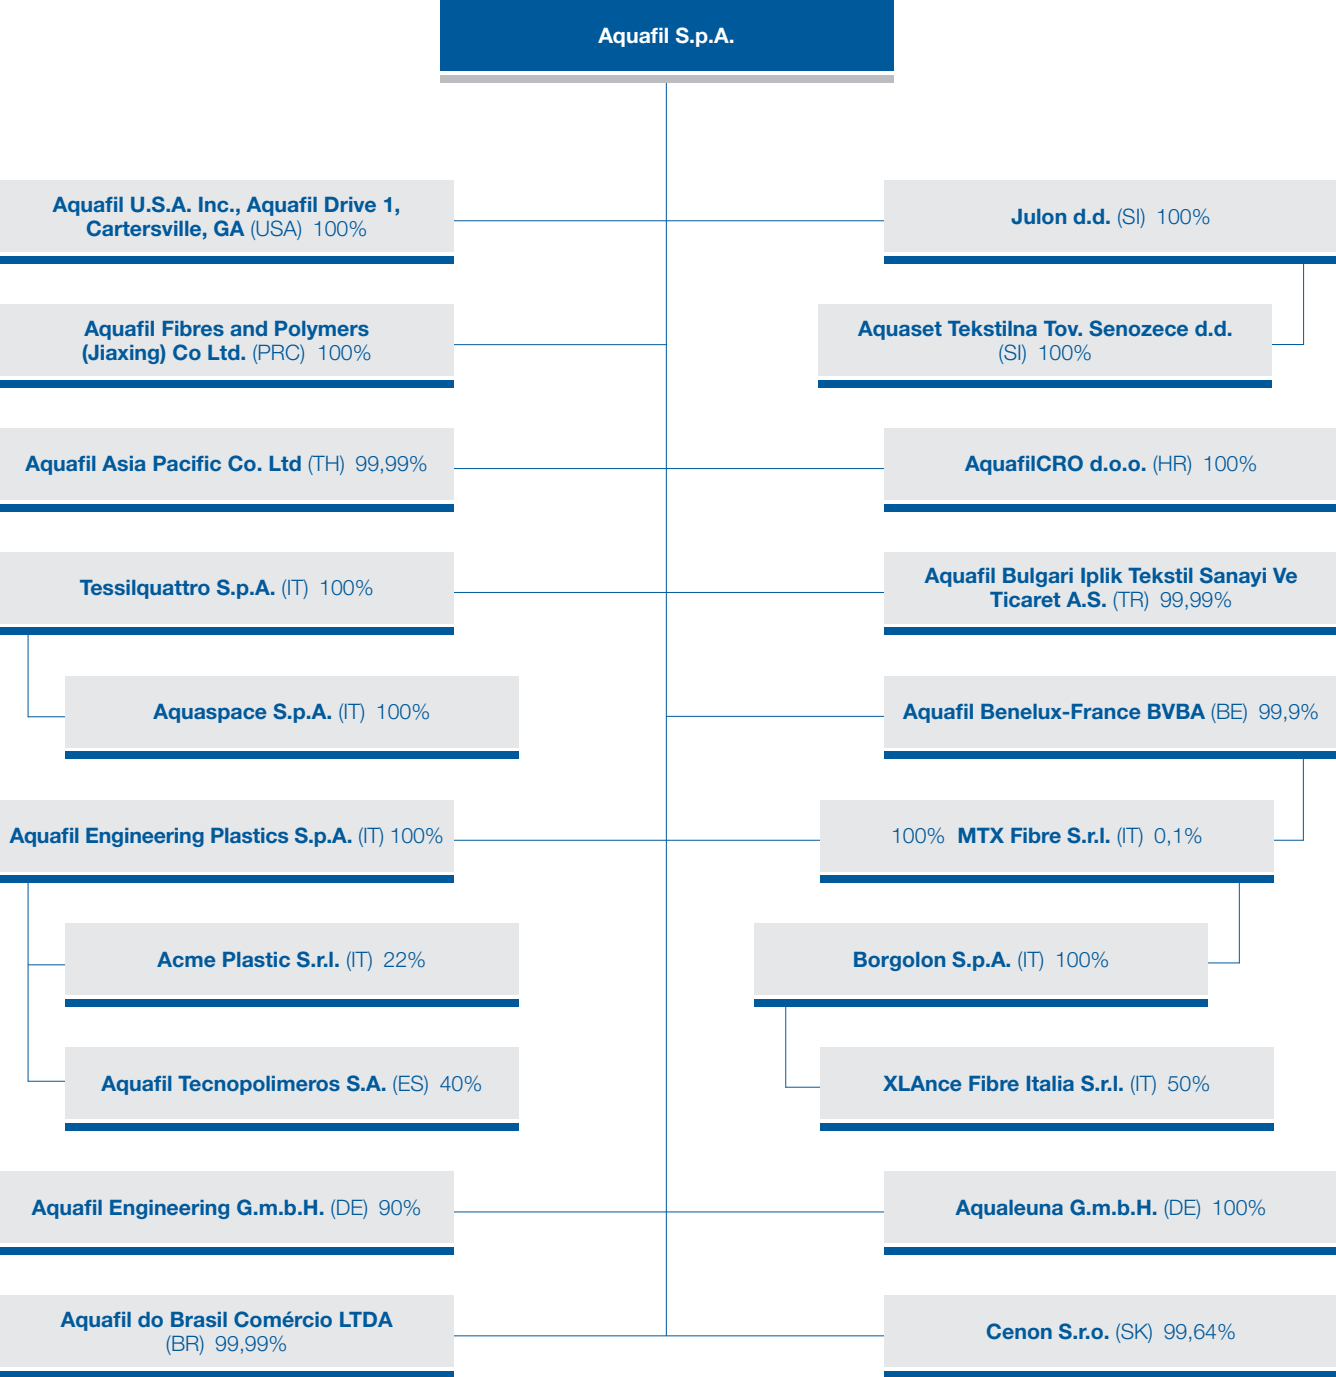 Aquafil S.p.A.
Aquafil U.S.A. Inc., Aquafil Drive 1,
Cartersville, GA (USA) 100%
Julon d.d. (SI) 100%
Aquafil Fibres and Polymers
(Jiaxing) Co Ltd. (PRC) 100%
Aquaset Tekstilna Tov. Senozece d.d.
(SI) 100%
Aquafil Asia Pacific Co. Ltd (TH) 99,99%
AquafilCRO d.o.o. (HR) 100%
Tessilquattro S.p.A. (IT) 100%
Aquafil Bulgari Iplik Tekstil Sanayi Ve
Ticaret A.S. (TR) 99,99%
Aquaspace S.p.A. (IT) 100%
Aquafil Benelux-France BVBA (BE) 99,9%
Aquafil Engineering Plastics S.p.A. (IT) 100%
100% MTX Fibre S.r.l. (IT) 0,1%
Acme Plastic S.r.l. (IT) 22%
Borgolon S.p.A. (IT) 100%
Aquafil Tecnopolimeros S.A. (ES) 40%
XLAnce Fibre Italia S.r.l. (IT) 50%
Aquafil Engineering G.m.b.H. (DE) 90%
Aqualeuna G.m.b.H. (DE) 100%
Aquafil do Brasil Comércio LTDA
(BR) 99,99%
Cenon S.r.o. (SK) 99,64%